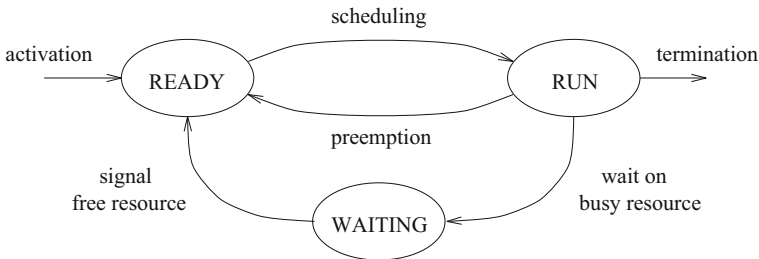 scheduling
activation
termination
READY
RUN
preemption
signal
free resource
wait on
busy resource
WAITING